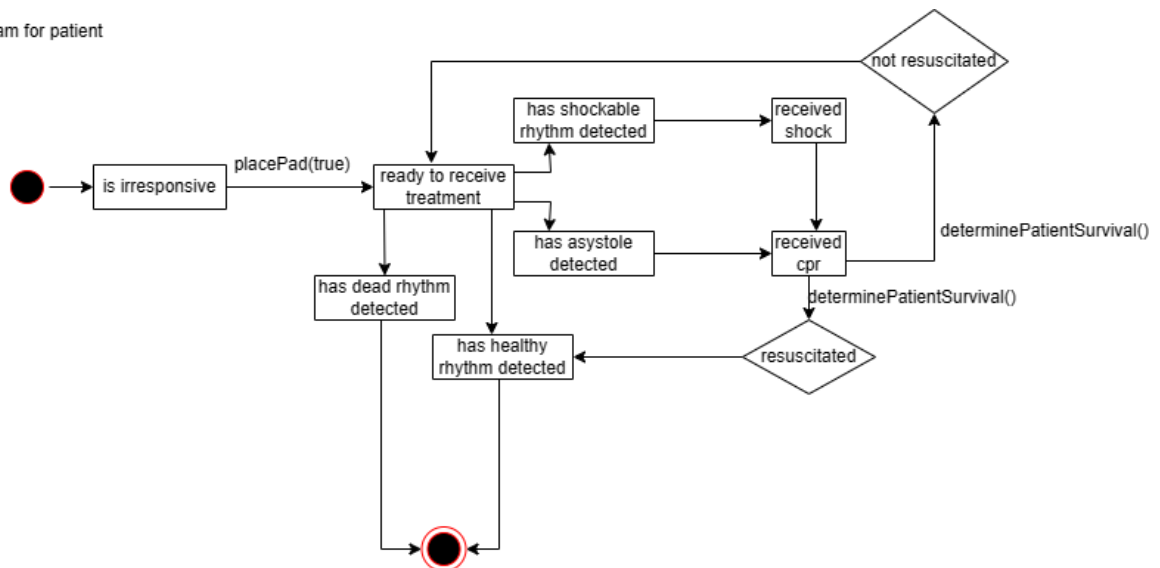 am for patient
not resuscitated
has shockable
rhythm detected
received
shock
placePad(true)
is irresponsive
ready to receive
treatment
has asystole
detected
received
cpr
determinePatientSurvival()
has dead rhythm
detected
determinePatientSurvival()
has healthy
rhythm detected
resuscitated